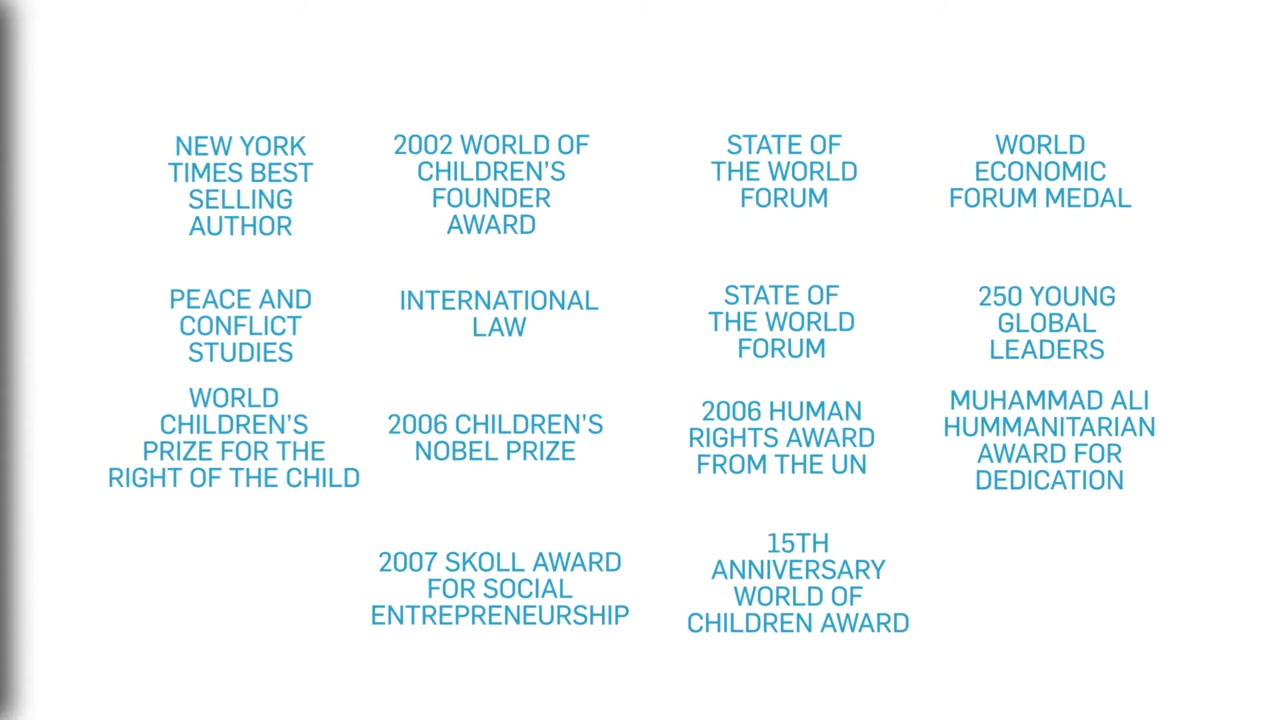 NEW YORK
TIMES BEST
SELLING
AUTHOR
2002 WORLD OF
CHILDREN'S
FOUNDER
AWARD
STATE OF
THE WORLD
FORUM
WORLD
ECONOMIC
FORUM MEDAL
PEACE AND
CONFLICT
STUDIES
INTERNATIONAL
LAW
STATE OF
THE WORLD
FORUM
250 YOUNG
GLOBAL
LEADERS
WORLD
CHILDREN'S
PRIZE FOR THE
RIGHT OF THE CHILD
2006 CHILDREN'S
NOBEL PRIZE
2006 HUMAN
RIGHTS AWARD
FROM THE UN
MUHAMMAD ALI
HUMMANITARIAN
AWARD FOR
DEDICATION
2007 SKOLL AWARD
FOR SOCIAL
ENTREPRENEURSHIP
15TH
ANNIVERSARY
WORLD OF
CHILDREN AWARD